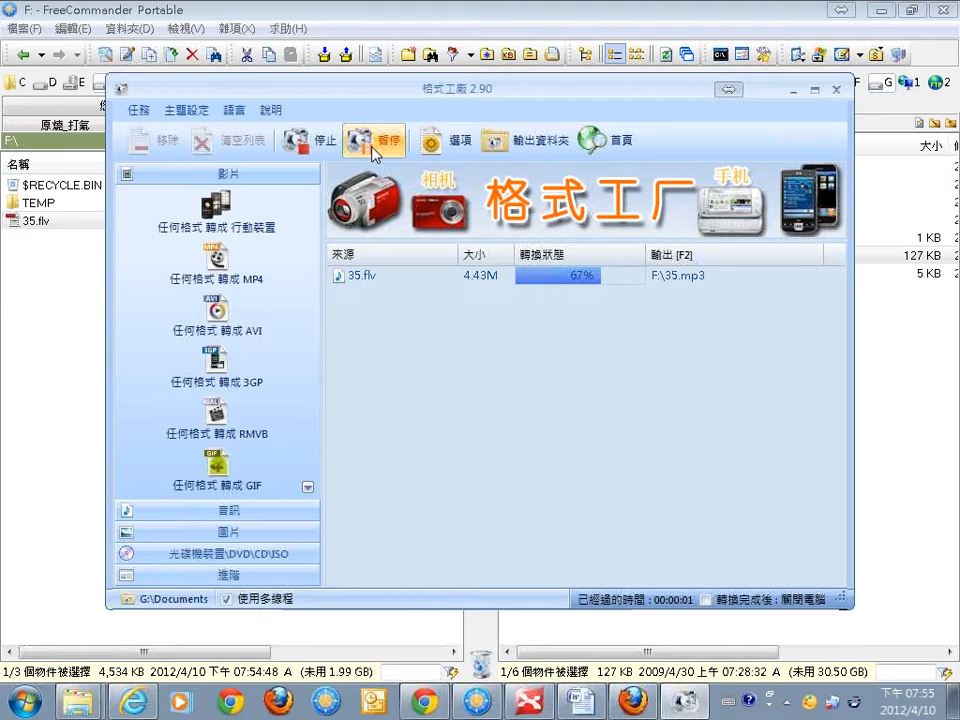 F: - FreeCommander Portable
檔案(F) 編輯(E) 資料夾(D) 檢視(V) 雜項(X) 求助(H)
C D E G 1 2
原燒_打氣
F:\
名稱
大小
$RECYCLE.BIN
TEMP
35.flv
1 KB
127 KB
5 KB
格式工廠 2.90
任務 主題設定 語言 說明
移除 清空列表 停止 暫停 選項 輸出資料夾 首頁
影片
任何格式 轉成 行動裝置
任何格式 轉成 MP4
任何格式 轉成 AVI
任何格式 轉成 3GP
任何格式 轉成 RMVB
任何格式 轉成 GIF
音訊
圖片
光碟機裝置\DVD\CD\ISO
進階
相机 格式工厂 手机
來源 大小 轉換狀態 輸出 [F2]
35.flv 4.43M 67% F:\35.mp3
G:\Documents 使用多線程 已經過的時間 : 00:00:01 轉換完成後 : 關閉電腦
1/3 個物件被選擇 4,534 KB 2012/4/10 下午 07:54:48 A (未用 1.99 GB)
1/6 個物件被選擇 127 KB 2009/4/30 上午 07:28:32 A (未用 30.50 GB)
下午 07:55
2012/4/10